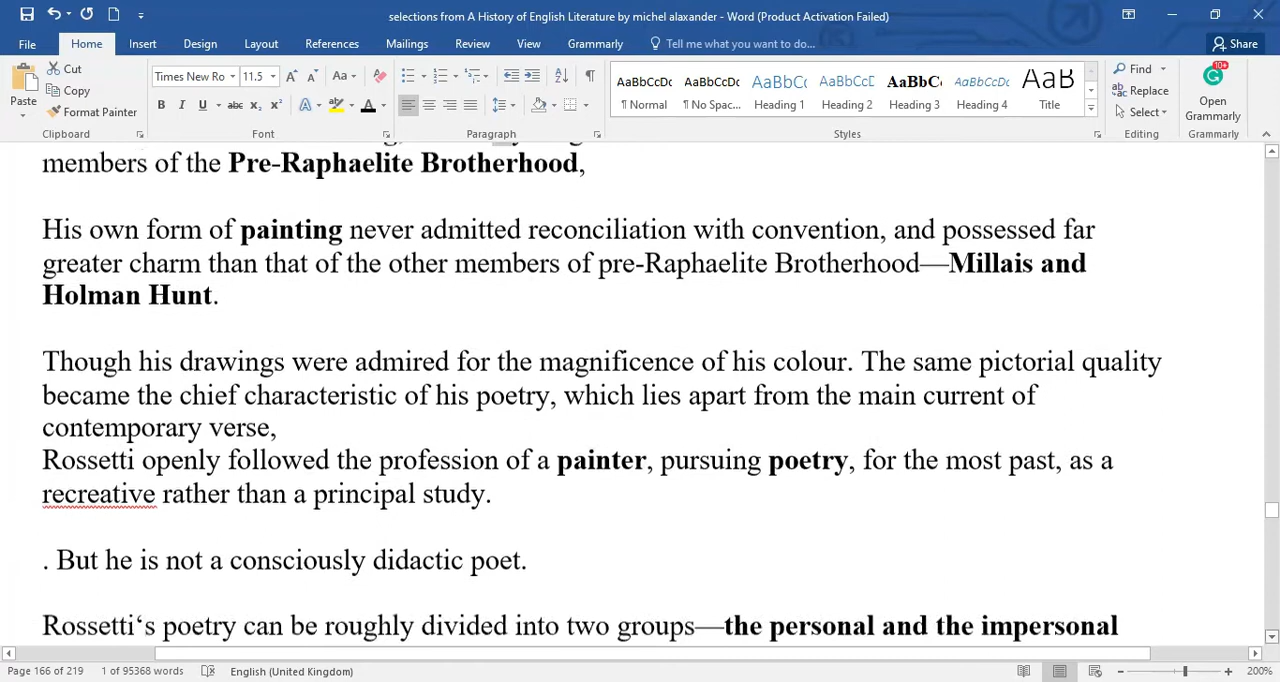 selections from A History of English Literature by michel alaxander - Word (Product Activation Failed)
File Home Insert Design Layout References Mailings Review View Grammarly Tell me what you want to do... Share
Cut
Copy
Format Painter
Paste
Times New Ro 11.5
Aa
B I U abc x₂ x² A A
AaBbCcDc AaBbCcDc AaBbCc AaBbCcD AaBbC AaBbCcDc AaB
¶ Normal ¶ No Spac... Heading 1 Heading 2 Heading 3 Heading 4 Title
Find
Replace
Select
10+
Open
Grammarly
Clipboard Font Paragraph Styles Editing Grammarly
members of the Pre-Raphaelite Brotherhood,
His own form of painting never admitted reconciliation with convention, and possessed far
greater charm than that of the other members of pre-Raphaelite Brotherhood—Millais and
Holman Hunt.
Though his drawings were admired for the magnificence of his colour. The same pictorial quality
became the chief characteristic of his poetry, which lies apart from the main current of
contemporary verse,
Rossetti openly followed the profession of a painter, pursuing poetry, for the most past, as a
recreative rather than a principal study.
. But he is not a consciously didactic poet.
Rossetti‘s poetry can be roughly divided into two groups—the personal and the impersonal
Page 166 of 219 1 of 95368 words English (United Kingdom) 200%